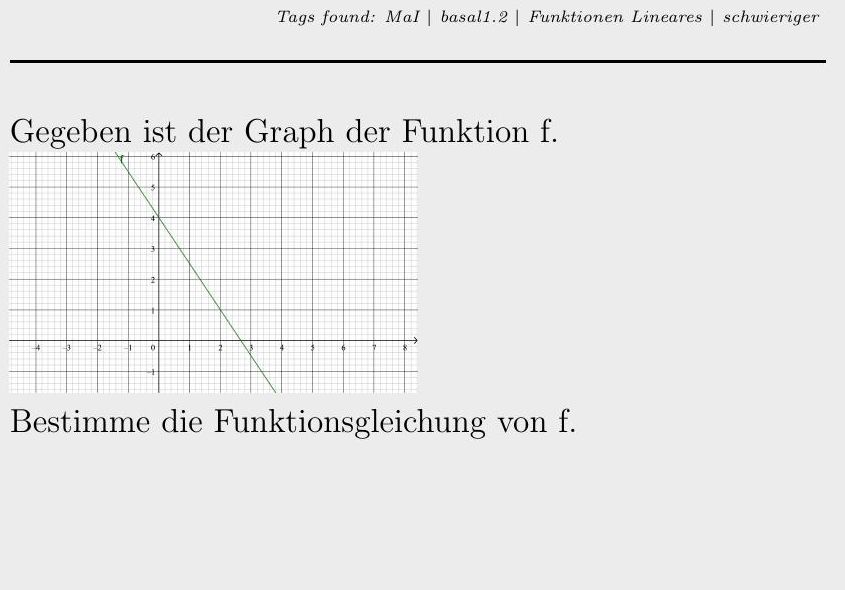 Tags found: MaI | basal1.2 | Funktionen Lineares | schwieriger
Gegeben ist der Graph der Funktion f.
f
6
5
4
3
2
1
-4 -3 -2 -1 0 1 2 3 4 5 6 7 8
-1
Bestimme die Funktionsgleichung von f.